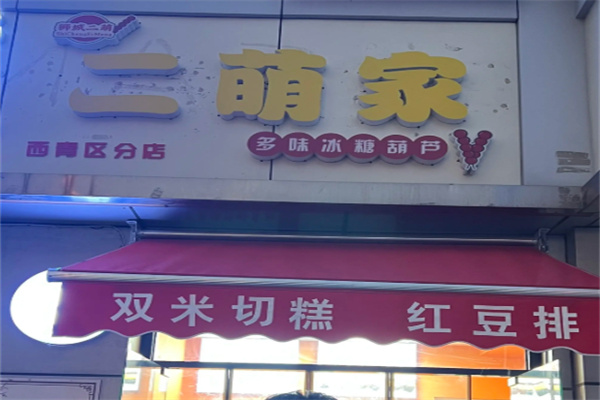 二萌家
西岗区分店
多味冰糖葫芦
双米切糕 红豆排